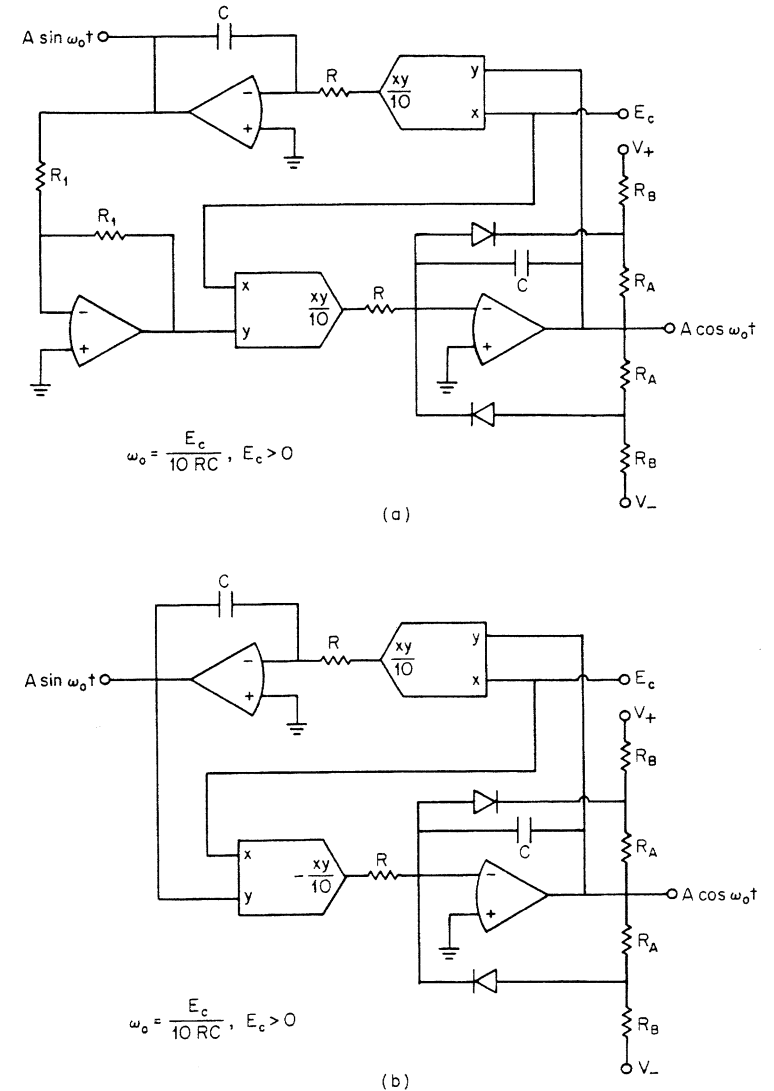 C
A sin ω₀t
R
xy/10
y
x
−
+
E_c
V+
R_B
R₁
R₁
C
R_A
x
y
xy/10
R
−
+
−
+
A cos ω₀t
R_A
R_B
V−
ω₀ = E_c / 10 RC , E_c > 0
(a)
C
R
xy/10
y
x
−
+
A sin ω₀t
E_c
V+
R_B
C
R_A
x
y
−xy/10
R
−
+
A cos ω₀t
R_A
R_B
V−
ω₀ = E_c / 10 RC , E_c > 0
(b)